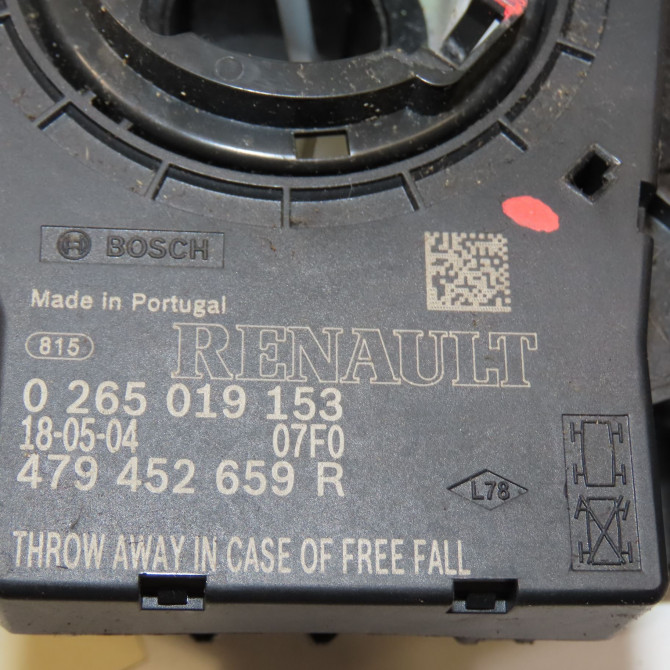 BOSCH
Made in Portugal
815
RENAULT
0 265 019 153
18-05-04 07F0
479 452 659 R
L78
THROW AWAY IN CASE OF FREE FALL